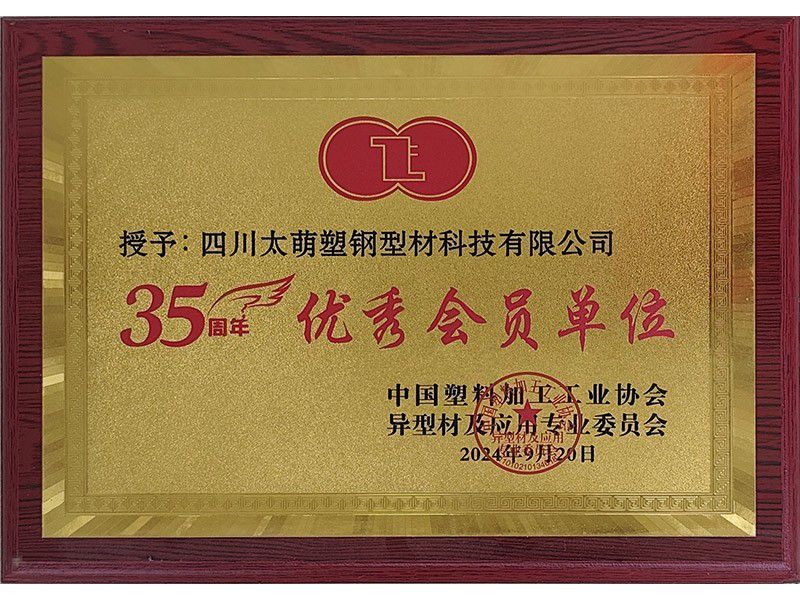 授予：四川太萌塑钢型材科技有限公司
35周年 优秀会员单位
中国塑料加工工业协会
异型材及应用专业委员会
2024年9月20日